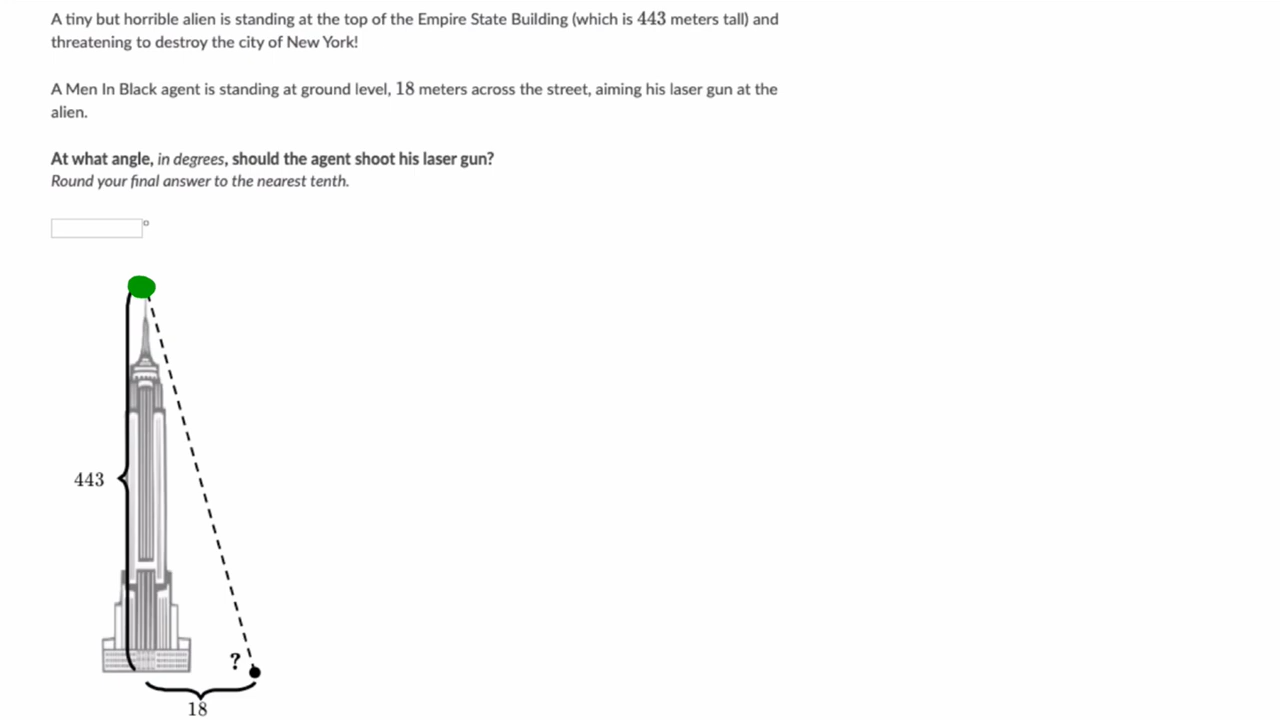 A tiny but horrible alien is standing at the top of the Empire State Building (which is 443 meters tall) and
threatening to destroy the city of New York!
A Men In Black agent is standing at ground level, 18 meters across the street, aiming his laser gun at the
alien.
At what angle, in degrees, should the agent shoot his laser gun?
Round your final answer to the nearest tenth.
°
443
?
18